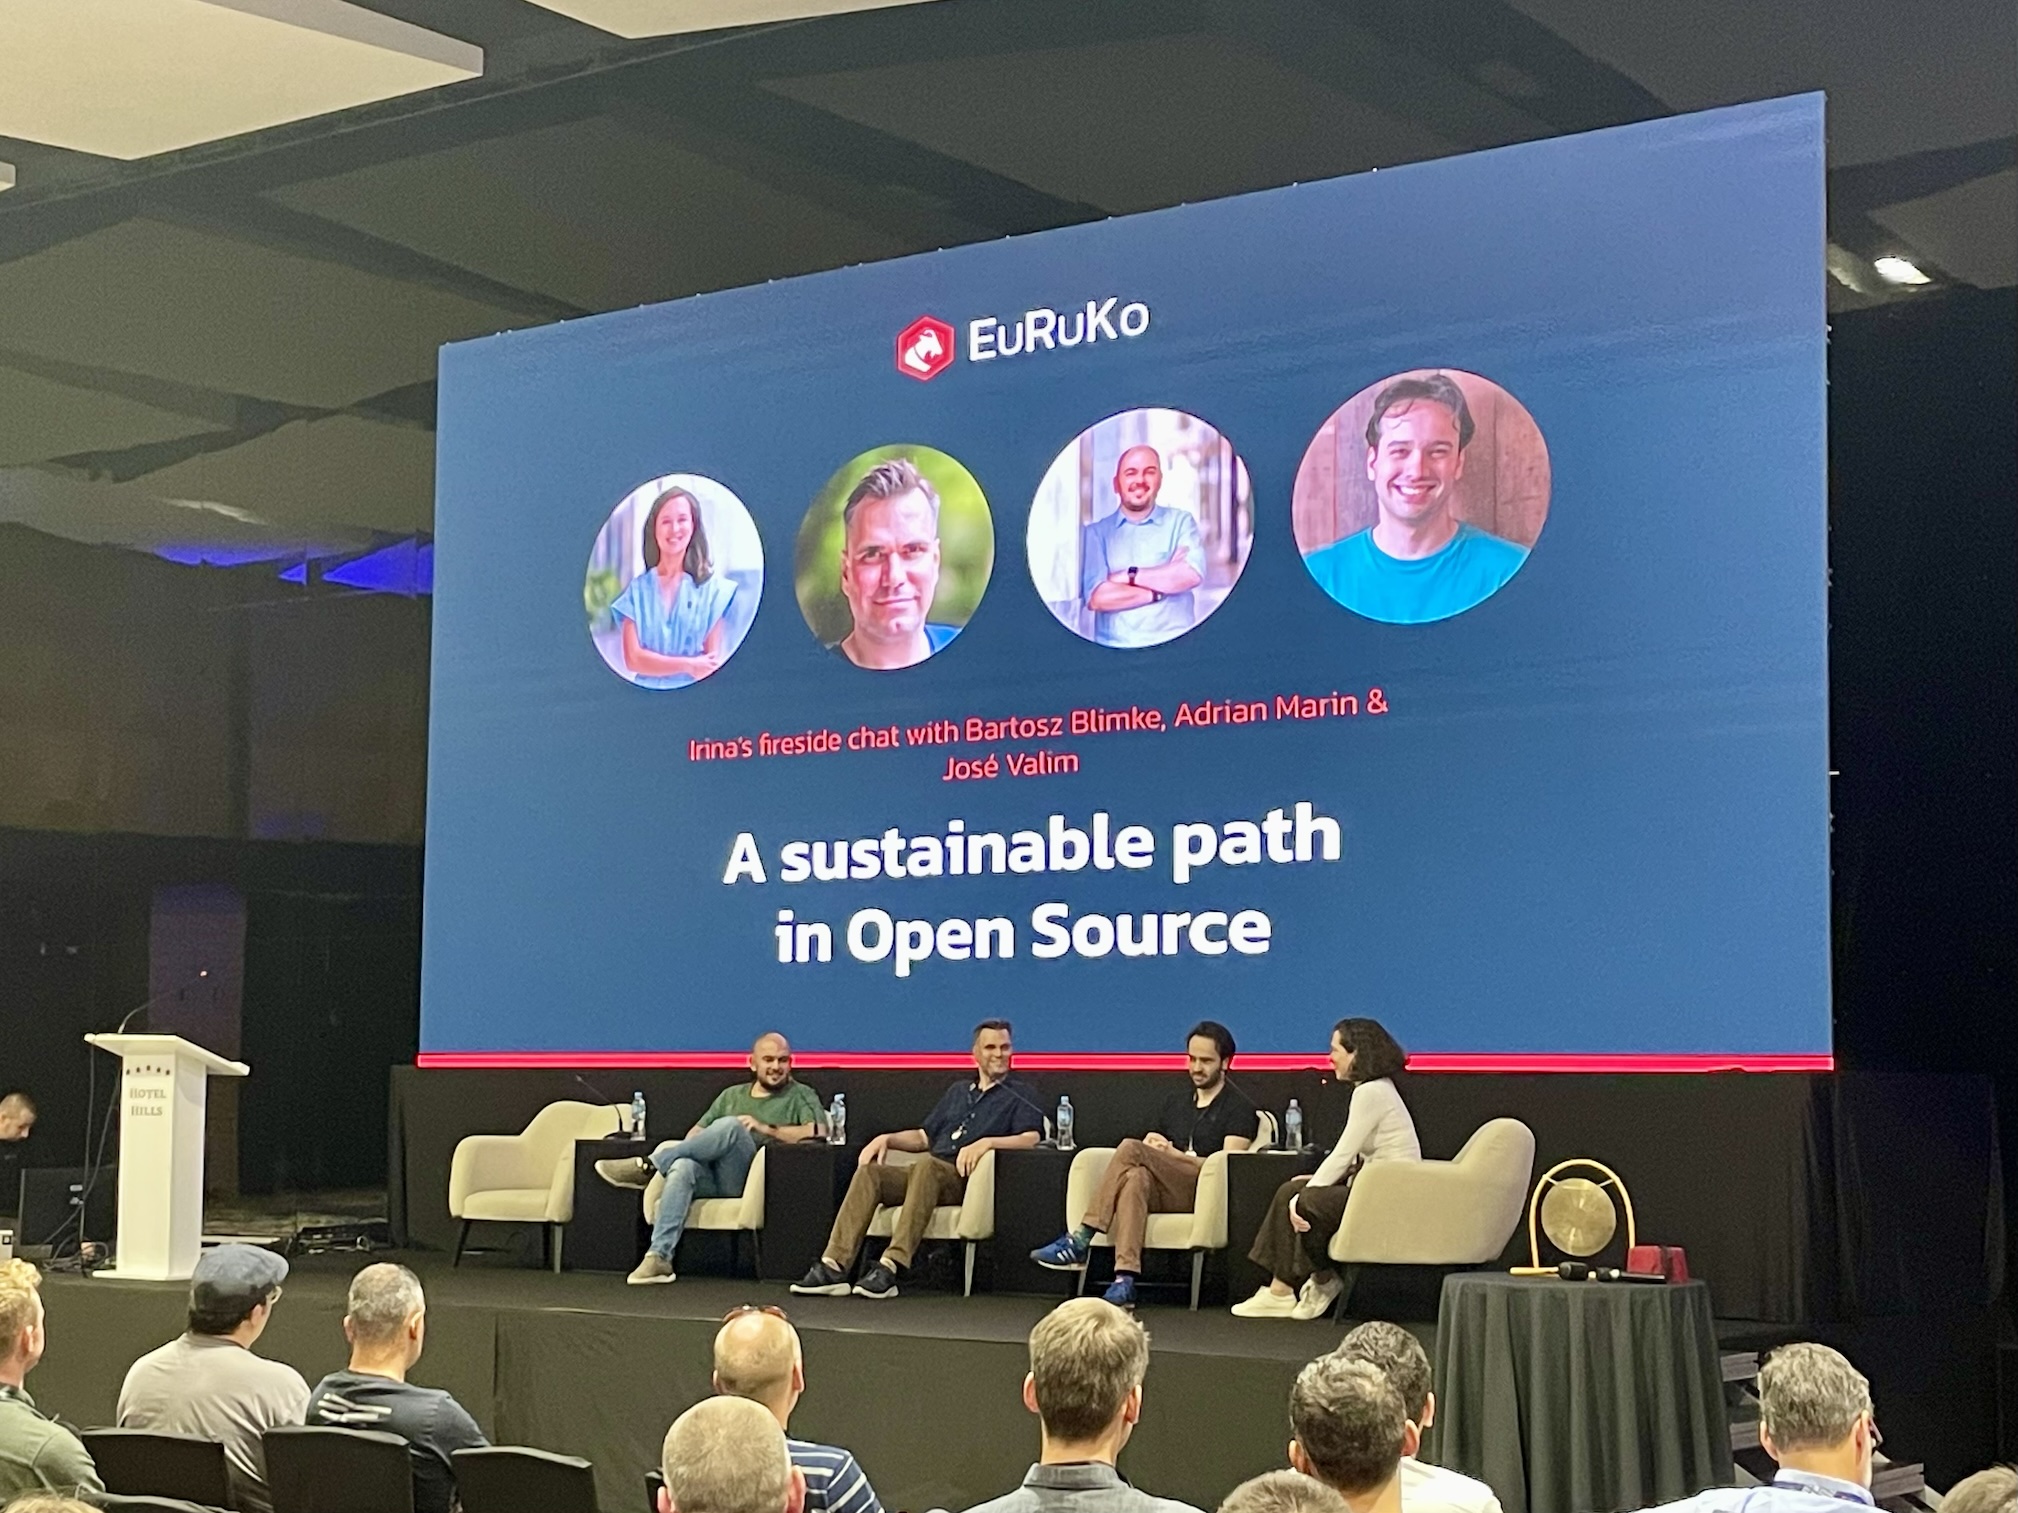 EuRuKo
Irina's fireside chat with Bartosz Blimke, Adrian Marin &
José Valim
A sustainable path
in Open Source
HOTEL
HILLS